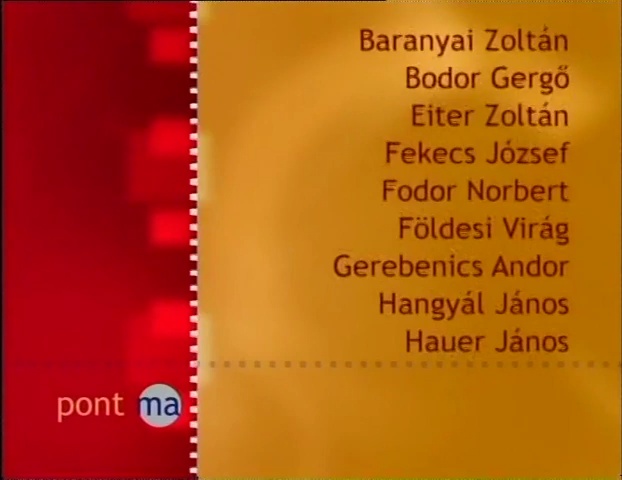 Baranyai Zoltán
Bodor Gergő
Eiter Zoltán
Fekecs József
Fodor Norbert
Földesi Virág
Gerebenics Andor
Hangyál János
Hauer János
pont ma